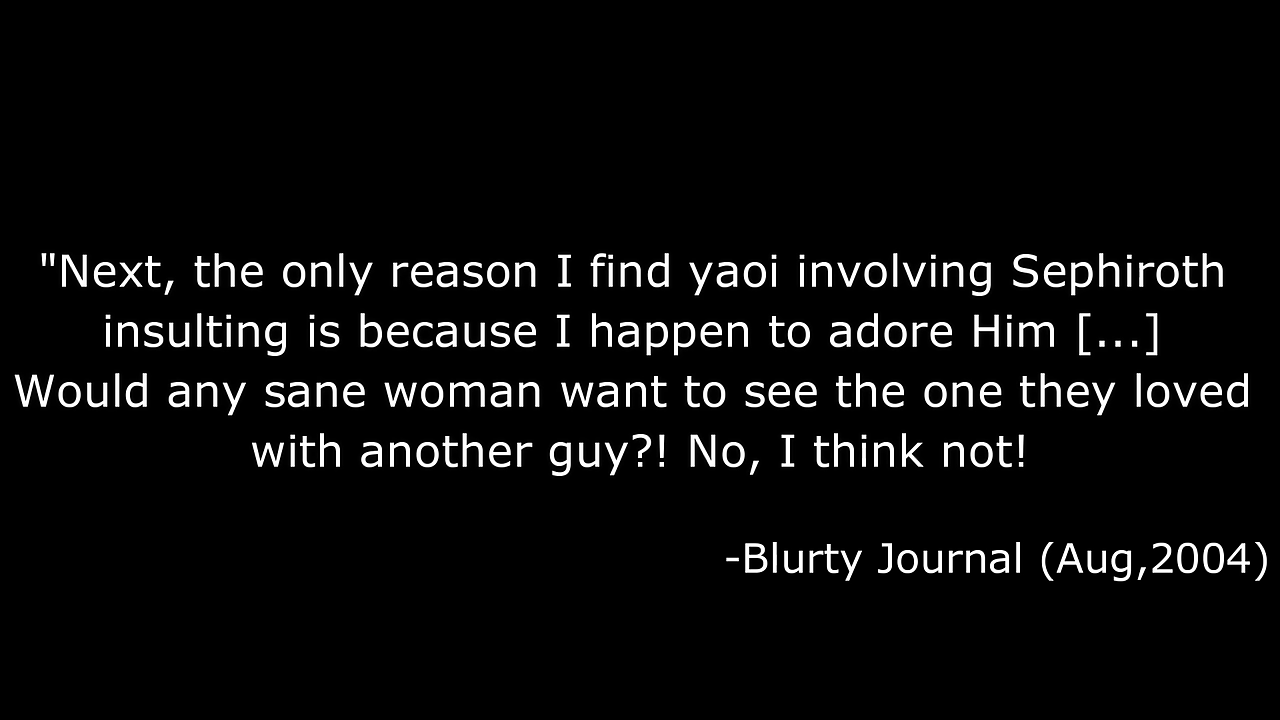 "Next, the only reason I find yaoi involving Sephiroth
insulting is because I happen to adore Him [...]
Would any sane woman want to see the one they loved
with another guy?! No, I think not!
-Blurty Journal (Aug,2004)